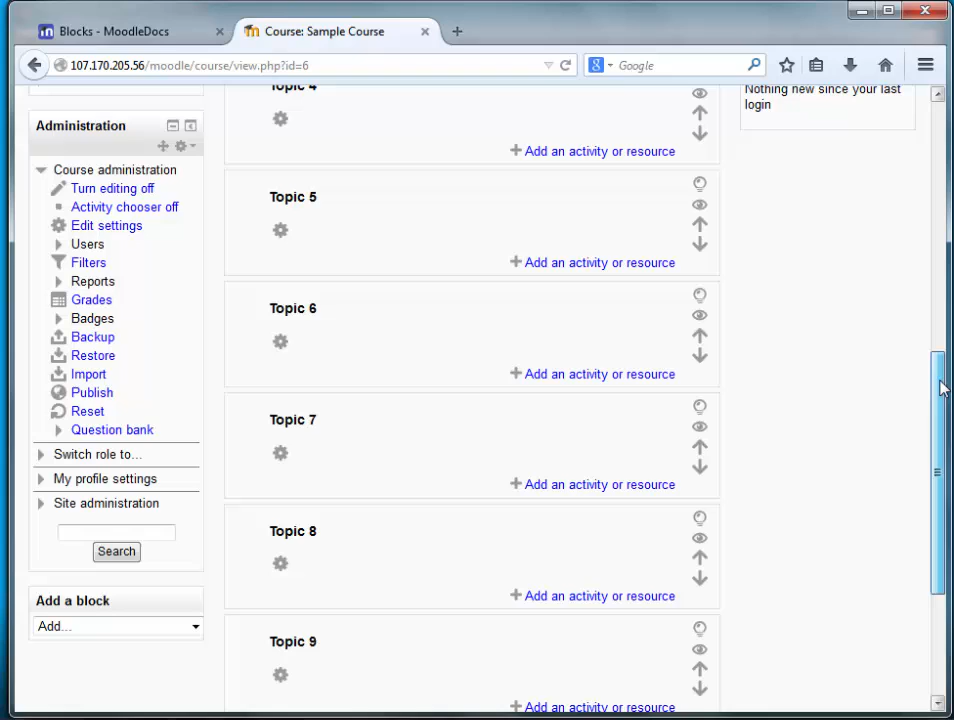 Blocks - MoodleDocs
Course: Sample Course
107.170.205.56/moodle/course/view.php?id=6
Google
Topic 4
Add an activity or resource
Nothing new since your last
login
Administration
Course administration
Turn editing off
Activity chooser off
Edit settings
Users
Filters
Reports
Grades
Badges
Backup
Restore
Import
Publish
Reset
Question bank
Switch role to...
My profile settings
Site administration
Search
Add a block
Add...
Topic 5
Add an activity or resource
Topic 6
Add an activity or resource
Topic 7
Add an activity or resource
Topic 8
Add an activity or resource
Topic 9
Add an activity or resource